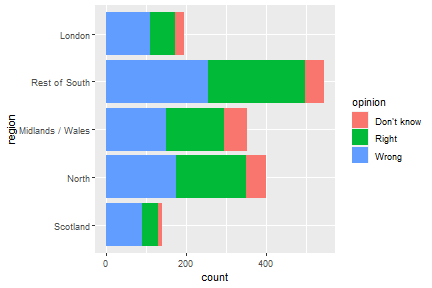 London
Rest of South
Midlands / Wales
North
Scotland
region
0
200
400
count
opinion
Don't know
Right
Wrong